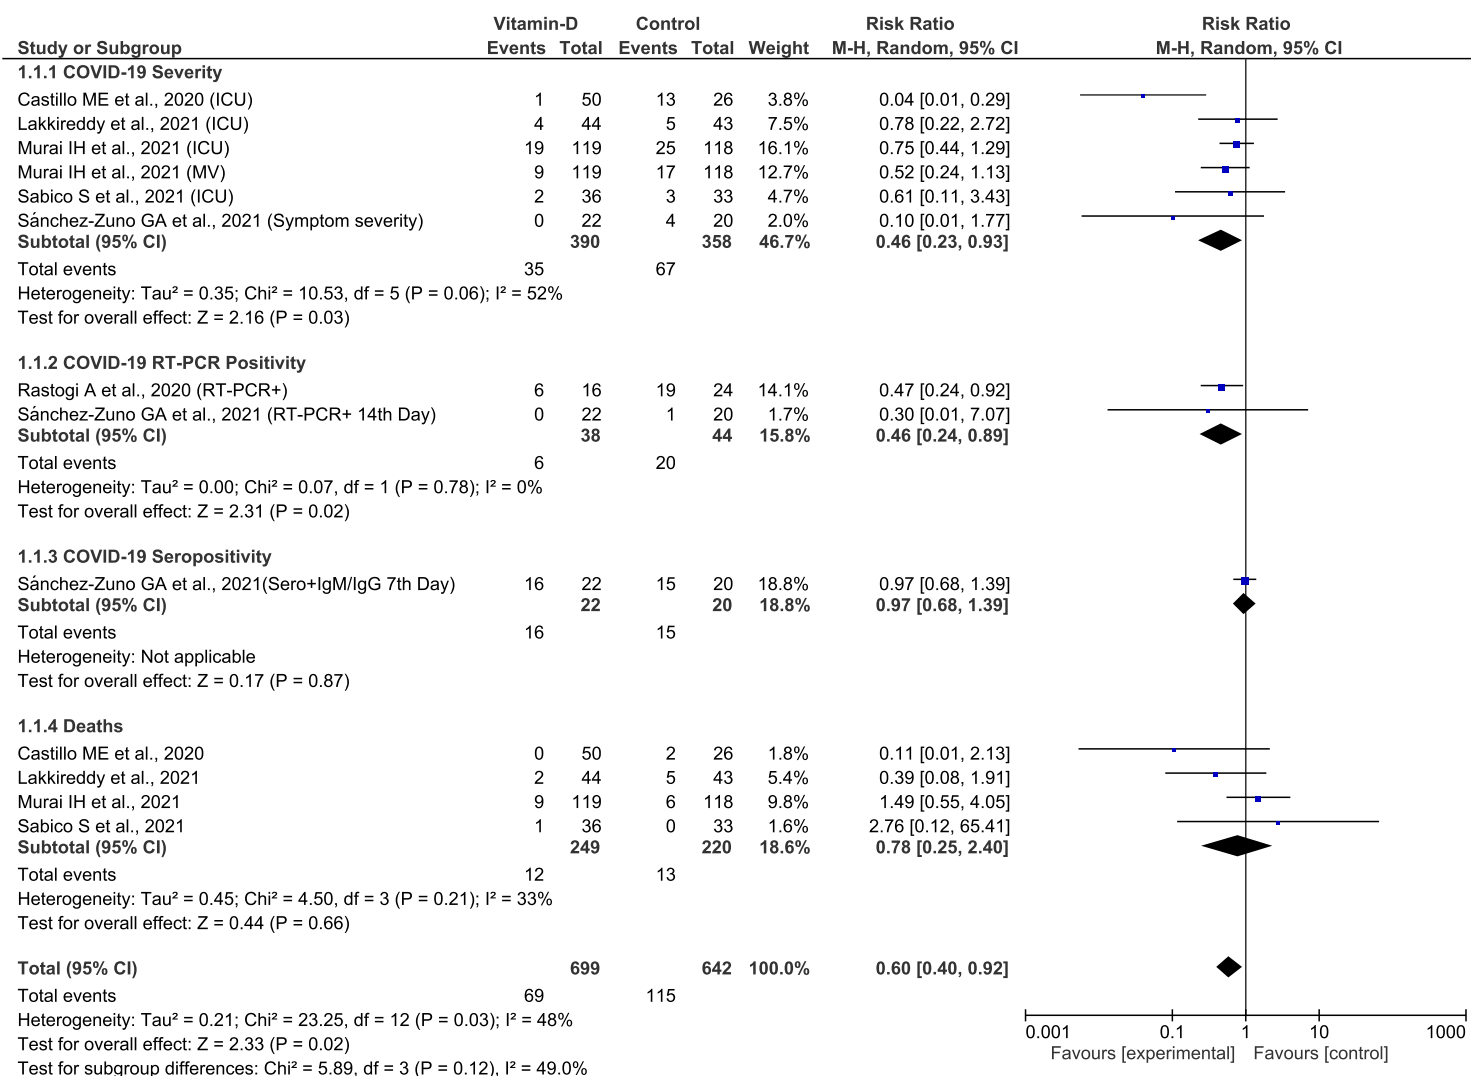 Vitamin-D Control Risk Ratio Risk Ratio
Study or Subgroup Events Total Events Total Weight M-H, Random, 95% CI M-H, Random, 95% CI
1.1.1 COVID-19 Severity
Castillo ME et al., 2020 (ICU) 1 50 13 26 3.8% 0.04 [0.01, 0.29]
Lakkireddy et al., 2021 (ICU) 4 44 5 43 7.5% 0.78 [0.22, 2.72]
Murai IH et al., 2021 (ICU) 19 119 25 118 16.1% 0.75 [0.44, 1.29]
Murai IH et al., 2021 (MV) 9 119 17 118 12.7% 0.52 [0.24, 1.13]
Sabico S et al., 2021 (ICU) 2 36 3 33 4.7% 0.61 [0.11, 3.43]
Sánchez-Zuno GA et al., 2021 (Symptom severity) 0 22 4 20 2.0% 0.10 [0.01, 1.77]
Subtotal (95% CI) 390 358 46.7% 0.46 [0.23, 0.93]
Total events 35 67
Heterogeneity: Tau² = 0.35; Chi² = 10.53, df = 5 (P = 0.06); I² = 52%
Test for overall effect: Z = 2.16 (P = 0.03)
1.1.2 COVID-19 RT-PCR Positivity
Rastogi A et al., 2020 (RT-PCR+) 6 16 19 24 14.1% 0.47 [0.24, 0.92]
Sánchez-Zuno GA et al., 2021 (RT-PCR+ 14th Day) 0 22 1 20 1.7% 0.30 [0.01, 7.07]
Subtotal (95% CI) 38 44 15.8% 0.46 [0.24, 0.89]
Total events 6 20
Heterogeneity: Tau² = 0.00; Chi² = 0.07, df = 1 (P = 0.78); I² = 0%
Test for overall effect: Z = 2.31 (P = 0.02)
1.1.3 COVID-19 Seropositivity
Sánchez-Zuno GA et al., 2021(Sero+IgM/IgG 7th Day) 16 22 15 20 18.8% 0.97 [0.68, 1.39]
Subtotal (95% CI) 22 20 18.8% 0.97 [0.68, 1.39]
Total events 16 15
Heterogeneity: Not applicable
Test for overall effect: Z = 0.17 (P = 0.87)
1.1.4 Deaths
Castillo ME et al., 2020 0 50 2 26 1.8% 0.11 [0.01, 2.13]
Lakkireddy et al., 2021 2 44 5 43 5.4% 0.39 [0.08, 1.91]
Murai IH et al., 2021 9 119 6 118 9.8% 1.49 [0.55, 4.05]
Sabico S et al., 2021 1 36 0 33 1.6% 2.76 [0.12, 65.41]
Subtotal (95% CI) 249 220 18.6% 0.78 [0.25, 2.40]
Total events 12 13
Heterogeneity: Tau² = 0.45; Chi² = 4.50, df = 3 (P = 0.21); I² = 33%
Test for overall effect: Z = 0.44 (P = 0.66)
Total (95% CI) 699 642 100.0% 0.60 [0.40, 0.92]
Total events 69 115
Heterogeneity: Tau² = 0.21; Chi² = 23.25, df = 12 (P = 0.03); I² = 48%
Test for overall effect: Z = 2.33 (P = 0.02)
Test for subgroup differences: Chi² = 5.89, df = 3 (P = 0.12), I² = 49.0%
0.001 0.1 1 10 1000
Favours [experimental] Favours [control]